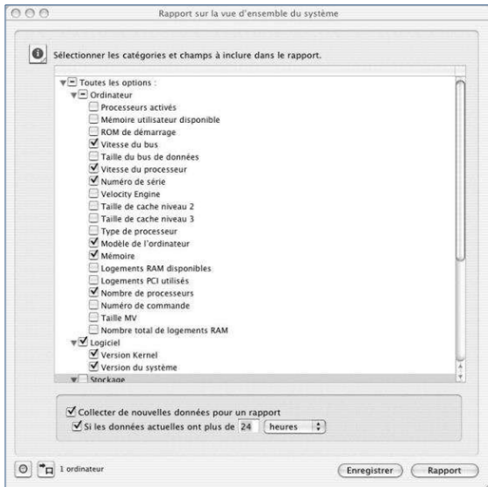 Rapport sur la vue d'ensemble du système
Sélectionner les catégories et champs à inclure dans le rapport.
Toutes les options :
Ordinateur
Processeurs activés
Mémoire utilisateur disponible
ROM de démarrage
Vitesse du bus
Taille du bus de données
Vitesse du processeur
Numéro de série
Velocity Engine
Taille de cache niveau 2
Taille de cache niveau 3
Type de processeur
Modèle de l'ordinateur
Mémoire
Logements RAM disponibles
Logements PCI utilisés
Nombre de processeurs
Numéro de commande
Taille MV
Nombre total de logements RAM
Logiciel
Version Kernel
Version du système
Stockage
Collecter de nouvelles données pour un rapport
Si les données actuelles ont plus de 24 heures
1 ordinateur Enregistrer Rapport